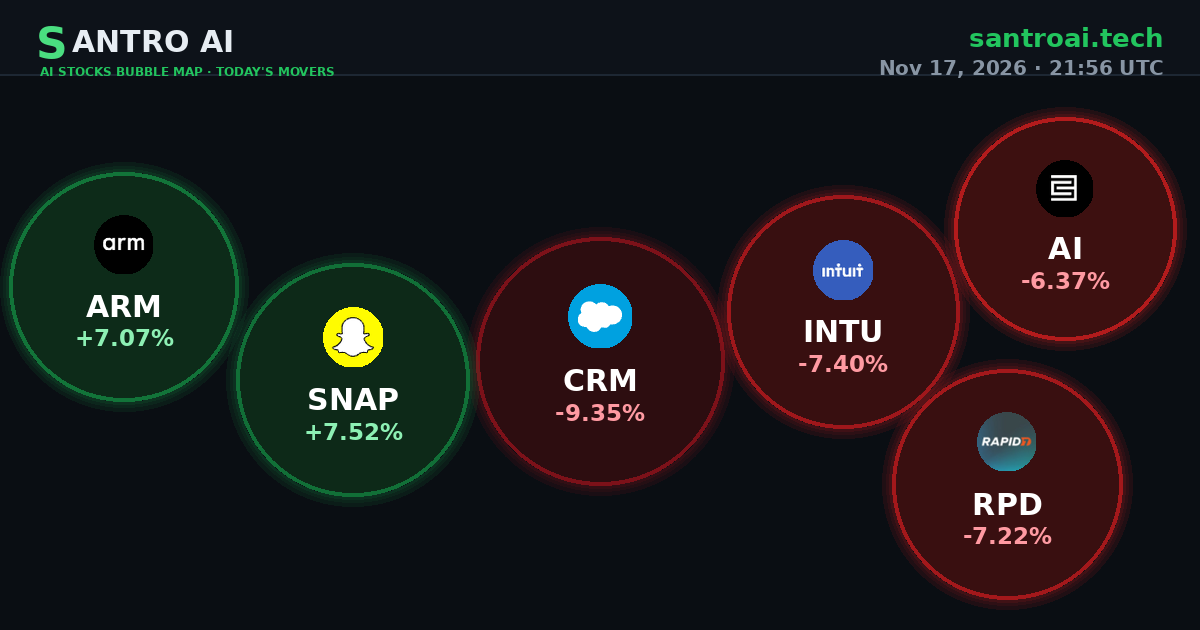 SANTRO AI
AI STOCKS BUBBLE MAP · TODAY'S MOVERS
santroai.tech
Nov 17, 2026 · 21:56 UTC
arm
ARM
+7.07%
SNAP
+7.52%
CRM
-9.35%
INTUIT
INTU
-7.40%
AI
-6.37%
RAPID7
RPD
-7.22%